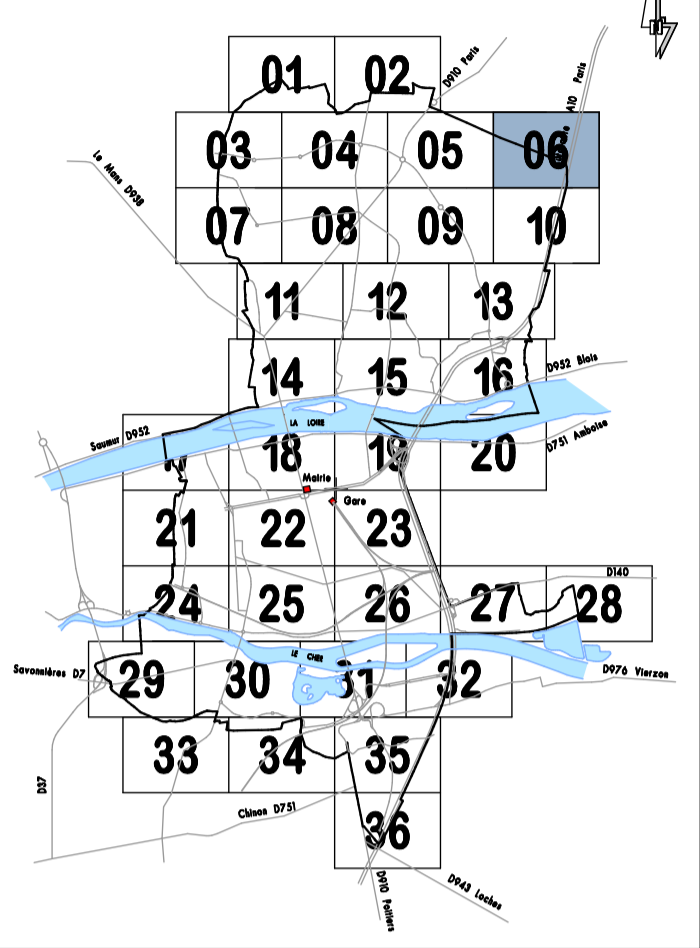 01 02
D910 Paris
A10 Paris
03 04 05 06
Le Mans D938
07 08 09 10
11 12 13
14 15 16
D952 Blois
LA LOIRE
Saumur D952
17 18 19 20
D751 Amboise
Mairie
Gare
21 22 23
D140
24 25 26 27 28
LE CHER
Savonnières D7
29 30 31 32
D976 Vierzon
33 34 35
D37
Chinon D751
36
D943 Loches
D910 Poitiers